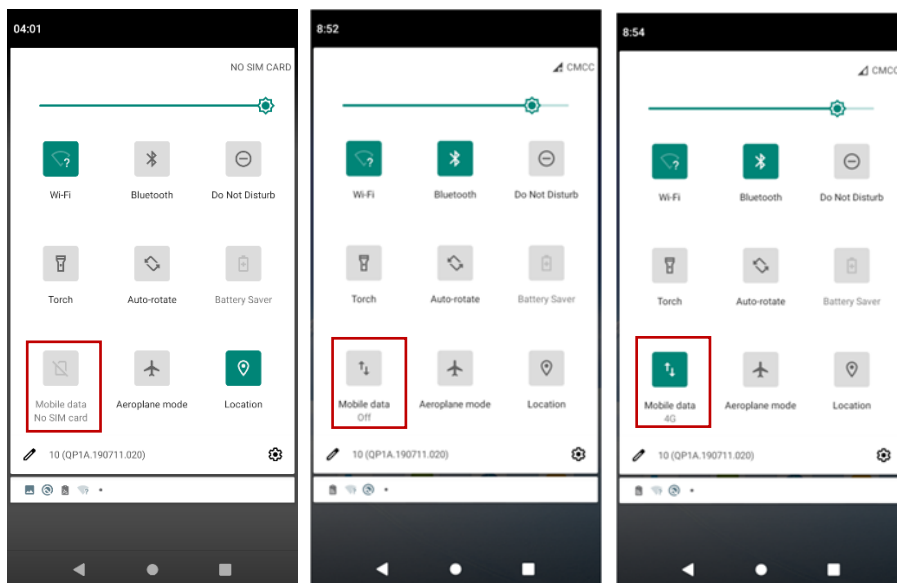 04:01
NO SIM CARD
Wi-Fi
Bluetooth
Do Not Disturb
Torch
Auto-rotate
Battery Saver
Mobile data
No SIM card
Aeroplane mode
Location
10 (QP1A.190711.020)
8:52
CMCC
Wi-Fi
Bluetooth
Do Not Disturb
Torch
Auto-rotate
Battery Saver
Mobile data
Off
Aeroplane mode
Location
10 (QP1A.190711.020)
8:54
CMCC
Wi-Fi
Bluetooth
Do Not Disturb
Torch
Auto-rotate
Battery Saver
Mobile data
4G
Aeroplane mode
Location
10 (QP1A.190711.020)